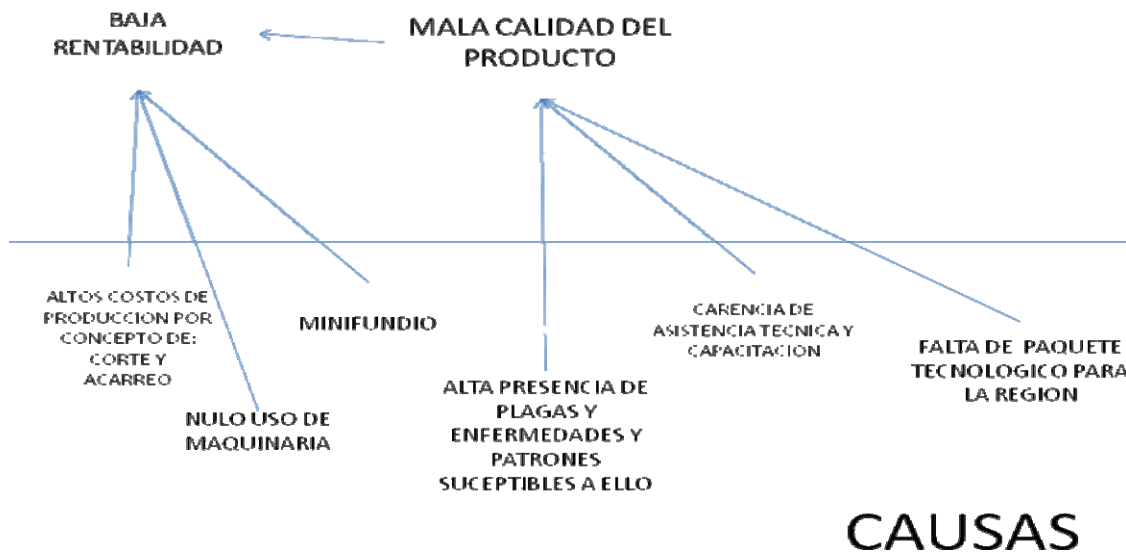 BAJA
RENTABILIDAD
MALA CALIDAD DEL
PRODUCTO
ALTOS COSTOS DE
PRODUCCION POR
CONCEPTO DE:
CORTE Y
ACARREO
NULO USO DE
MAQUINARIA
MINIFUNDIO
ALTA PRESENCIA DE
PLAGAS Y
ENFERMEDADES Y
PATRONES
SUCEPTIBLES A ELLO
CARENCIA DE
ASISTENCIA TECNICA Y
CAPACITACION
FALTA DE PAQUETE
TECNOLOGICO PARA
LA REGION
CAUSAS